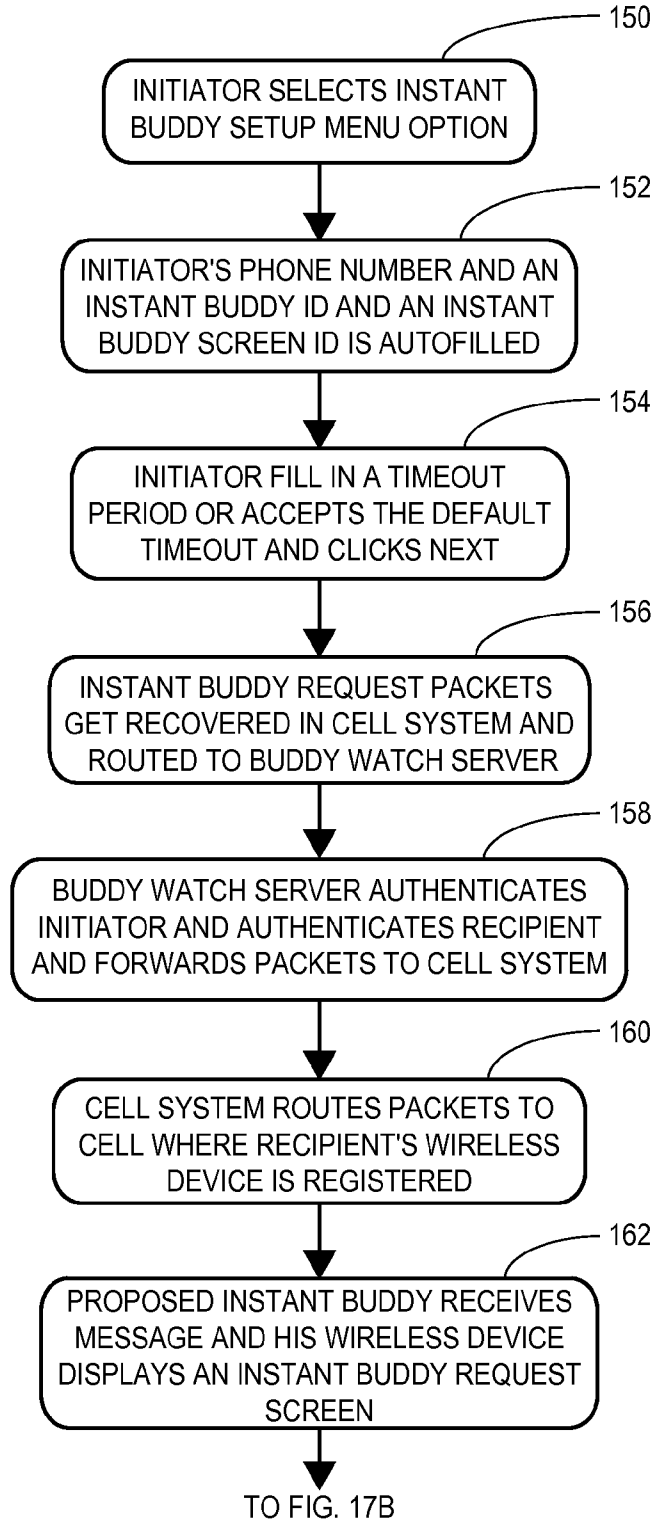 150
INITIATOR SELECTS INSTANT
BUDDY SETUP MENU OPTION
152
INITIATOR'S PHONE NUMBER AND AN
INSTANT BUDDY ID AND AN INSTANT
BUDDY SCREEN ID IS AUTOFILLED
154
INITIATOR FILL IN A TIMEOUT
PERIOD OR ACCEPTS THE DEFAULT
TIMEOUT AND CLICKS NEXT
156
INSTANT BUDDY REQUEST PACKETS
GET RECOVERED IN CELL SYSTEM AND
ROUTED TO BUDDY WATCH SERVER
158
BUDDY WATCH SERVER AUTHENTICATES
INITIATOR AND AUTHENTICATES RECIPIENT
AND FORWARDS PACKETS TO CELL SYSTEM
160
CELL SYSTEM ROUTES PACKETS TO
CELL WHERE RECIPIENT'S WIRELESS
DEVICE IS REGISTERED
162
PROPOSED INSTANT BUDDY RECEIVES
MESSAGE AND HIS WIRELESS DEVICE
DISPLAYS AN INSTANT BUDDY REQUEST
SCREEN
TO FIG. 17B